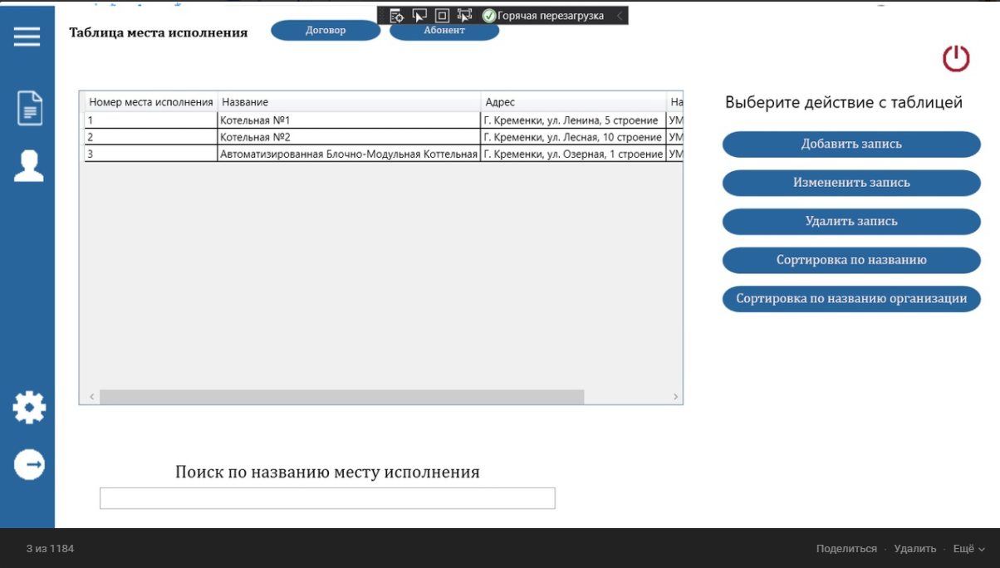 Горячая перезагрузка
Таблица места исполнения
Договор
Абонент
Выберите действие с таблицей
Номер места исполнения Название Адрес На
1 Котельная №1 Г. Кременки, ул. Ленина, 5 строение УМ
2 Котельная №2 Г. Кременки, ул. Лесная, 10 строение УМ
3 Автоматизированная Блочно-Модульная Коттельная Г. Кременки, ул. Озерная, 1 строение УМ
Добавить запись
Измененить запись
Удалить запись
Сортировка по названию
Сортировка по названию организации
Поиск по названию месту исполнения
3 из 1184
Поделиться · Удалить · Ещё